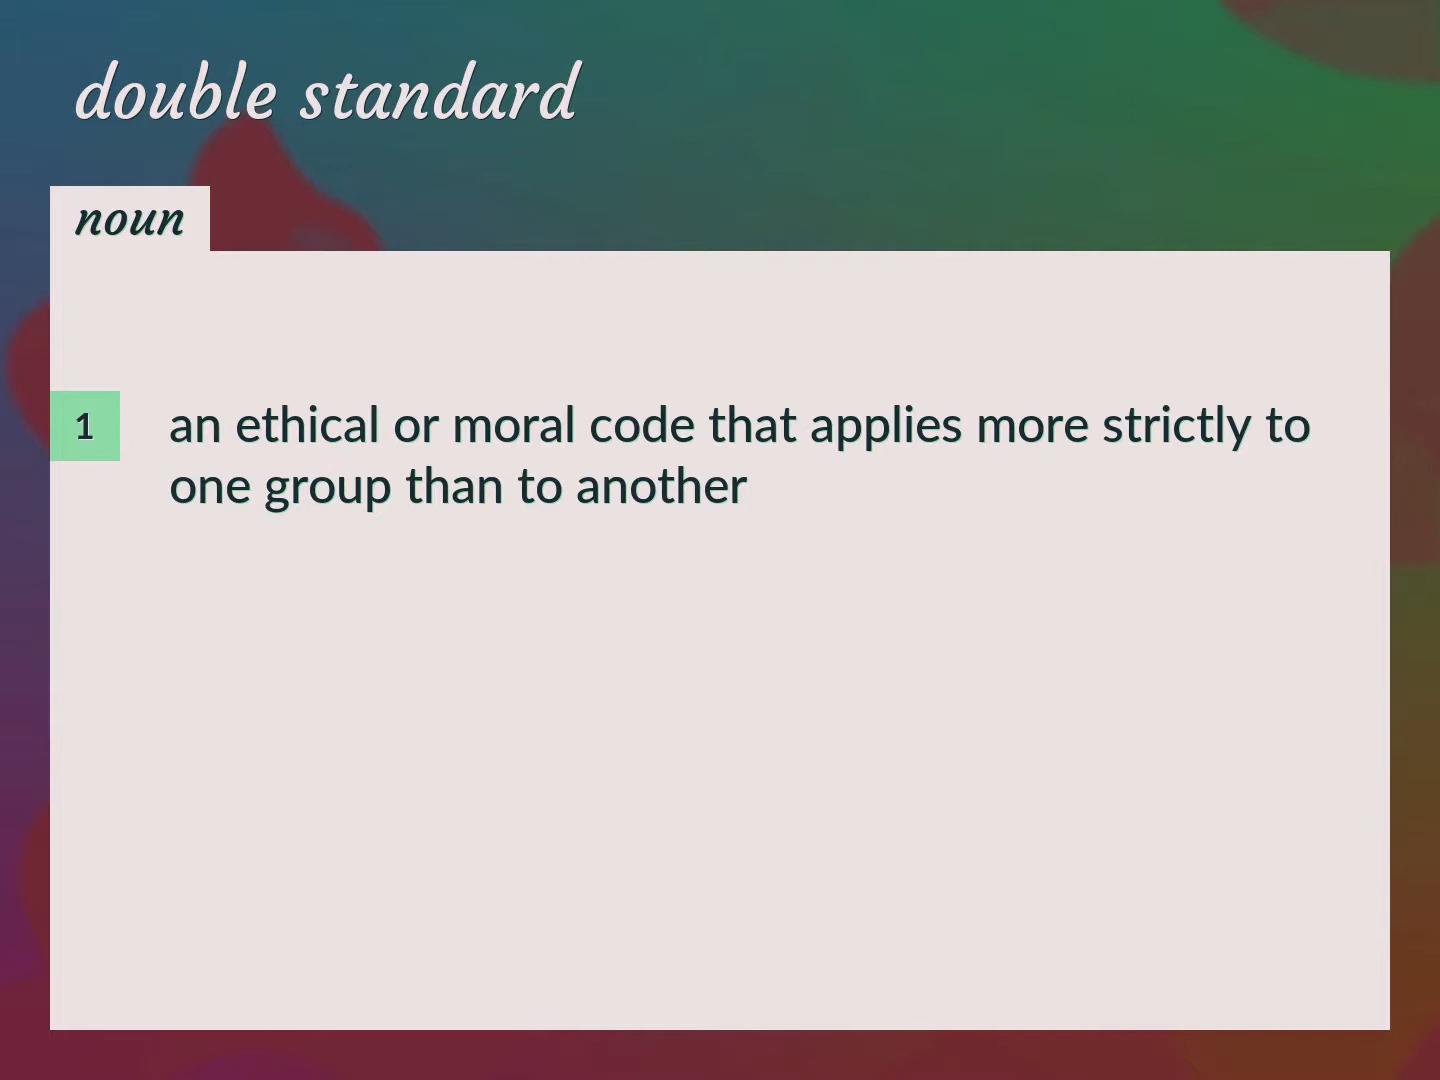 double standard
noun
1
an ethical or moral code that applies more strictly to
one group than to another